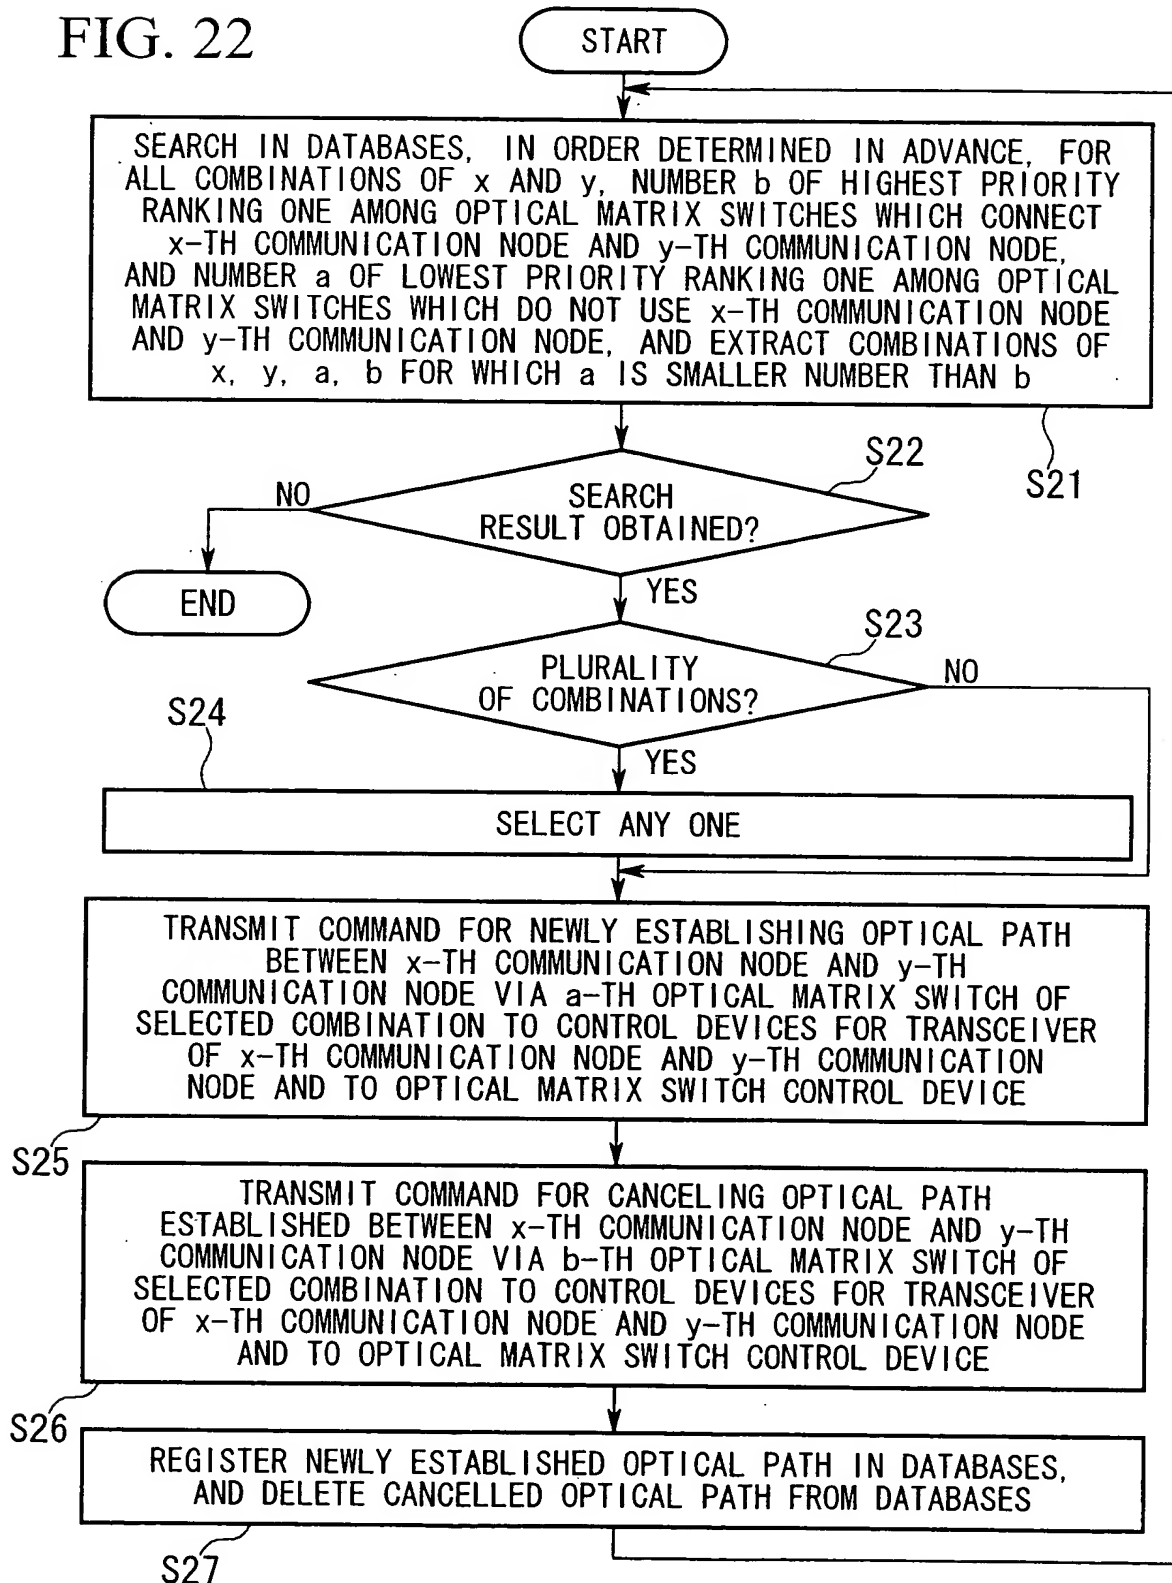 FIG. 22
START
SEARCH IN DATABASES, IN ORDER DETERMINED IN ADVANCE, FOR
ALL COMBINATIONS OF x AND y, NUMBER b OF HIGHEST PRIORITY
RANKING ONE AMONG OPTICAL MATRIX SWITCHES WHICH CONNECT
x-TH COMMUNICATION NODE AND y-TH COMMUNICATION NODE,
AND NUMBER a OF LOWEST PRIORITY RANKING ONE AMONG OPTICAL
MATRIX SWITCHES WHICH DO NOT USE x-TH COMMUNICATION NODE
AND y-TH COMMUNICATION NODE, AND EXTRACT COMBINATIONS OF
x, y, a, b FOR WHICH a IS SMALLER NUMBER THAN b
S21
S22
SEARCH
RESULT OBTAINED?
NO
END
YES
S23
PLURALITY
OF COMBINATIONS?
NO
S24
YES
SELECT ANY ONE
TRANSMIT COMMAND FOR NEWLY ESTABLISHING OPTICAL PATH
BETWEEN x-TH COMMUNICATION NODE AND y-TH
COMMUNICATION NODE VIA a-TH OPTICAL MATRIX SWITCH OF
SELECTED COMBINATION TO CONTROL DEVICES FOR TRANSCEIVER
OF x-TH COMMUNICATION NODE AND y-TH COMMUNICATION
NODE AND TO OPTICAL MATRIX SWITCH CONTROL DEVICE
S25
TRANSMIT COMMAND FOR CANCELING OPTICAL PATH
ESTABLISHED BETWEEN x-TH COMMUNICATION NODE AND y-TH
COMMUNICATION NODE VIA b-TH OPTICAL MATRIX SWITCH OF
SELECTED COMBINATION TO CONTROL DEVICES FOR TRANSCEIVER
OF x-TH COMMUNICATION NODE AND y-TH COMMUNICATION NODE
AND TO OPTICAL MATRIX SWITCH CONTROL DEVICE
S26
REGISTER NEWLY ESTABLISHED OPTICAL PATH IN DATABASES,
AND DELETE CANCELLED OPTICAL PATH FROM DATABASES
S27